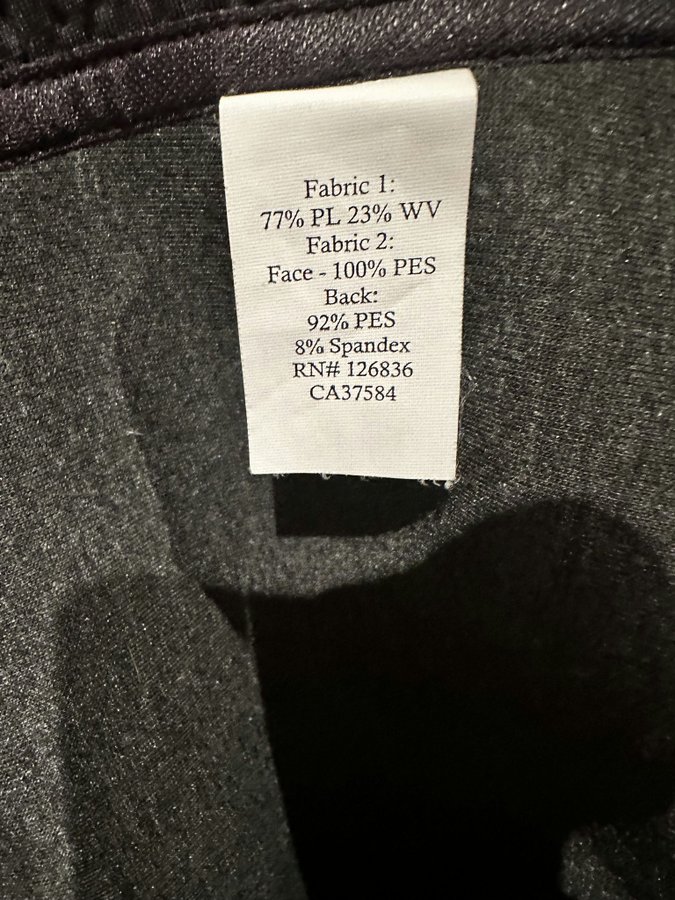 Fabric 1:
77% PL 23% WV
Fabric 2:
Face - 100% PES
Back:
92% PES
8% Spandex
RN# 126836
CA37584